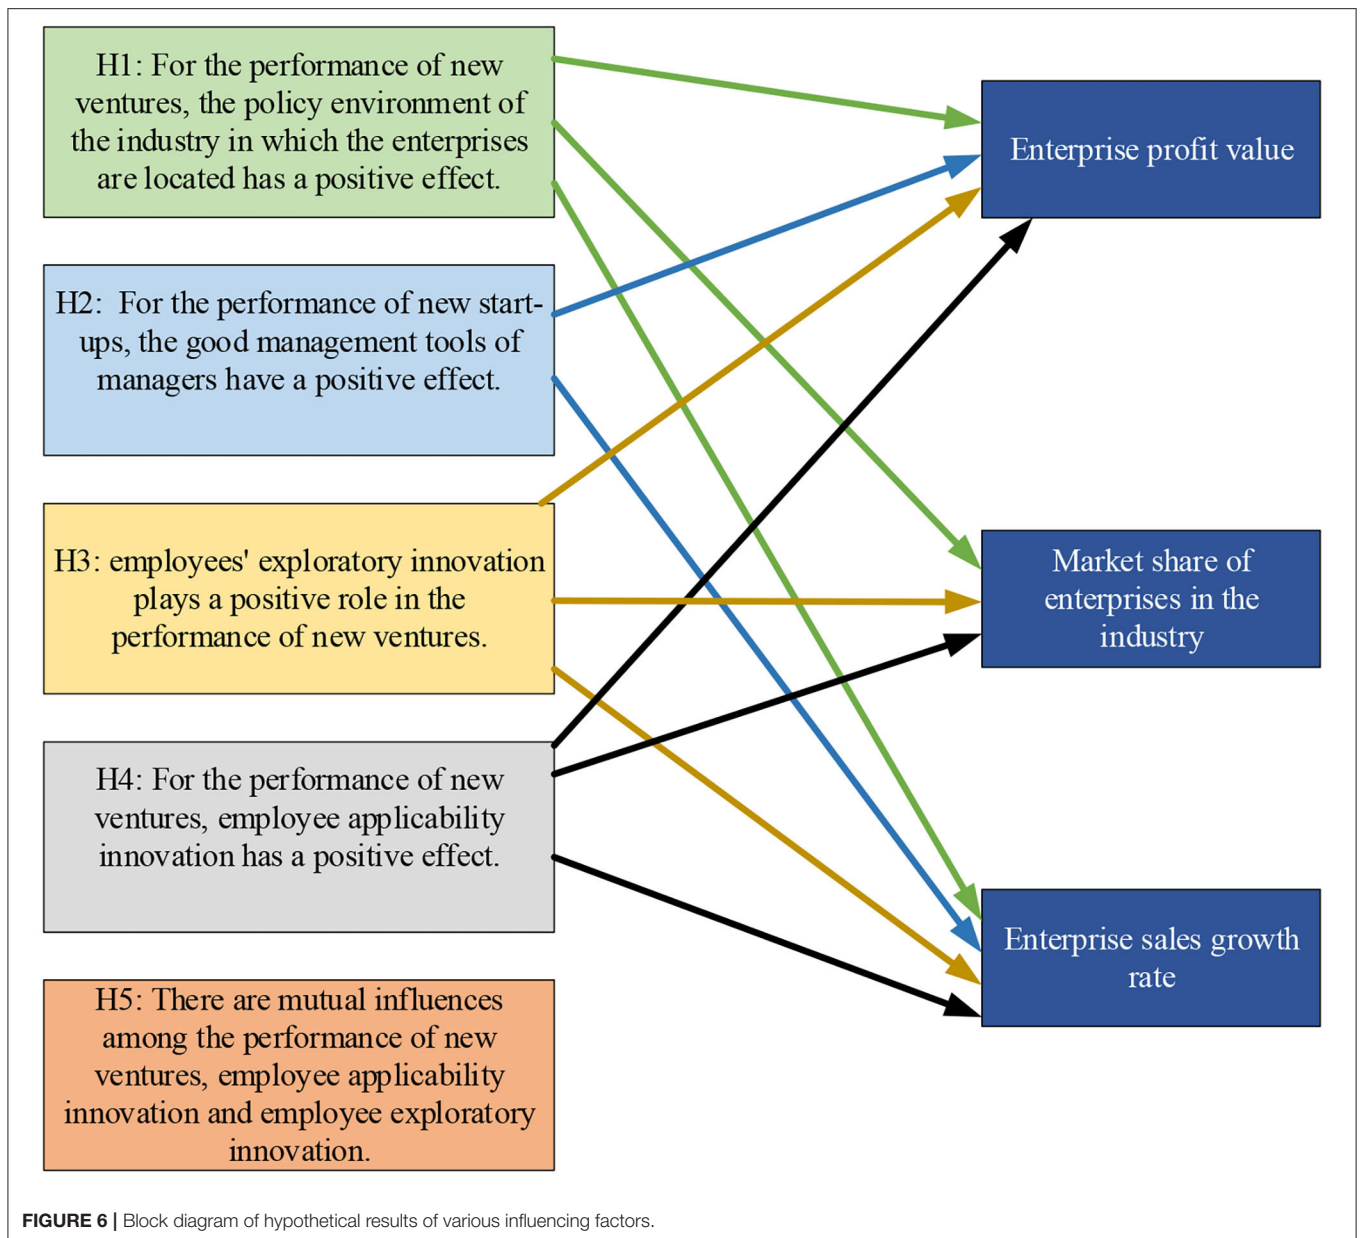 H1: For the performance of new
ventures, the policy environment of
the industry in which the enterprises
are located has a positive effect.
H2:  For the performance of new start-
ups, the good management tools of
managers have a positive effect.
H3: employees' exploratory innovation
plays a positive role in the
performance of new ventures.
H4: For the performance of new
ventures, employee applicability
innovation has a positive effect.
H5: There are mutual influences
among the performance of new
ventures, employee applicability
innovation and employee exploratory
innovation.
Enterprise profit value
Market share of
enterprises in the
industry
Enterprise sales growth
rate
FIGURE 6 | Block diagram of hypothetical results of various influencing factors.